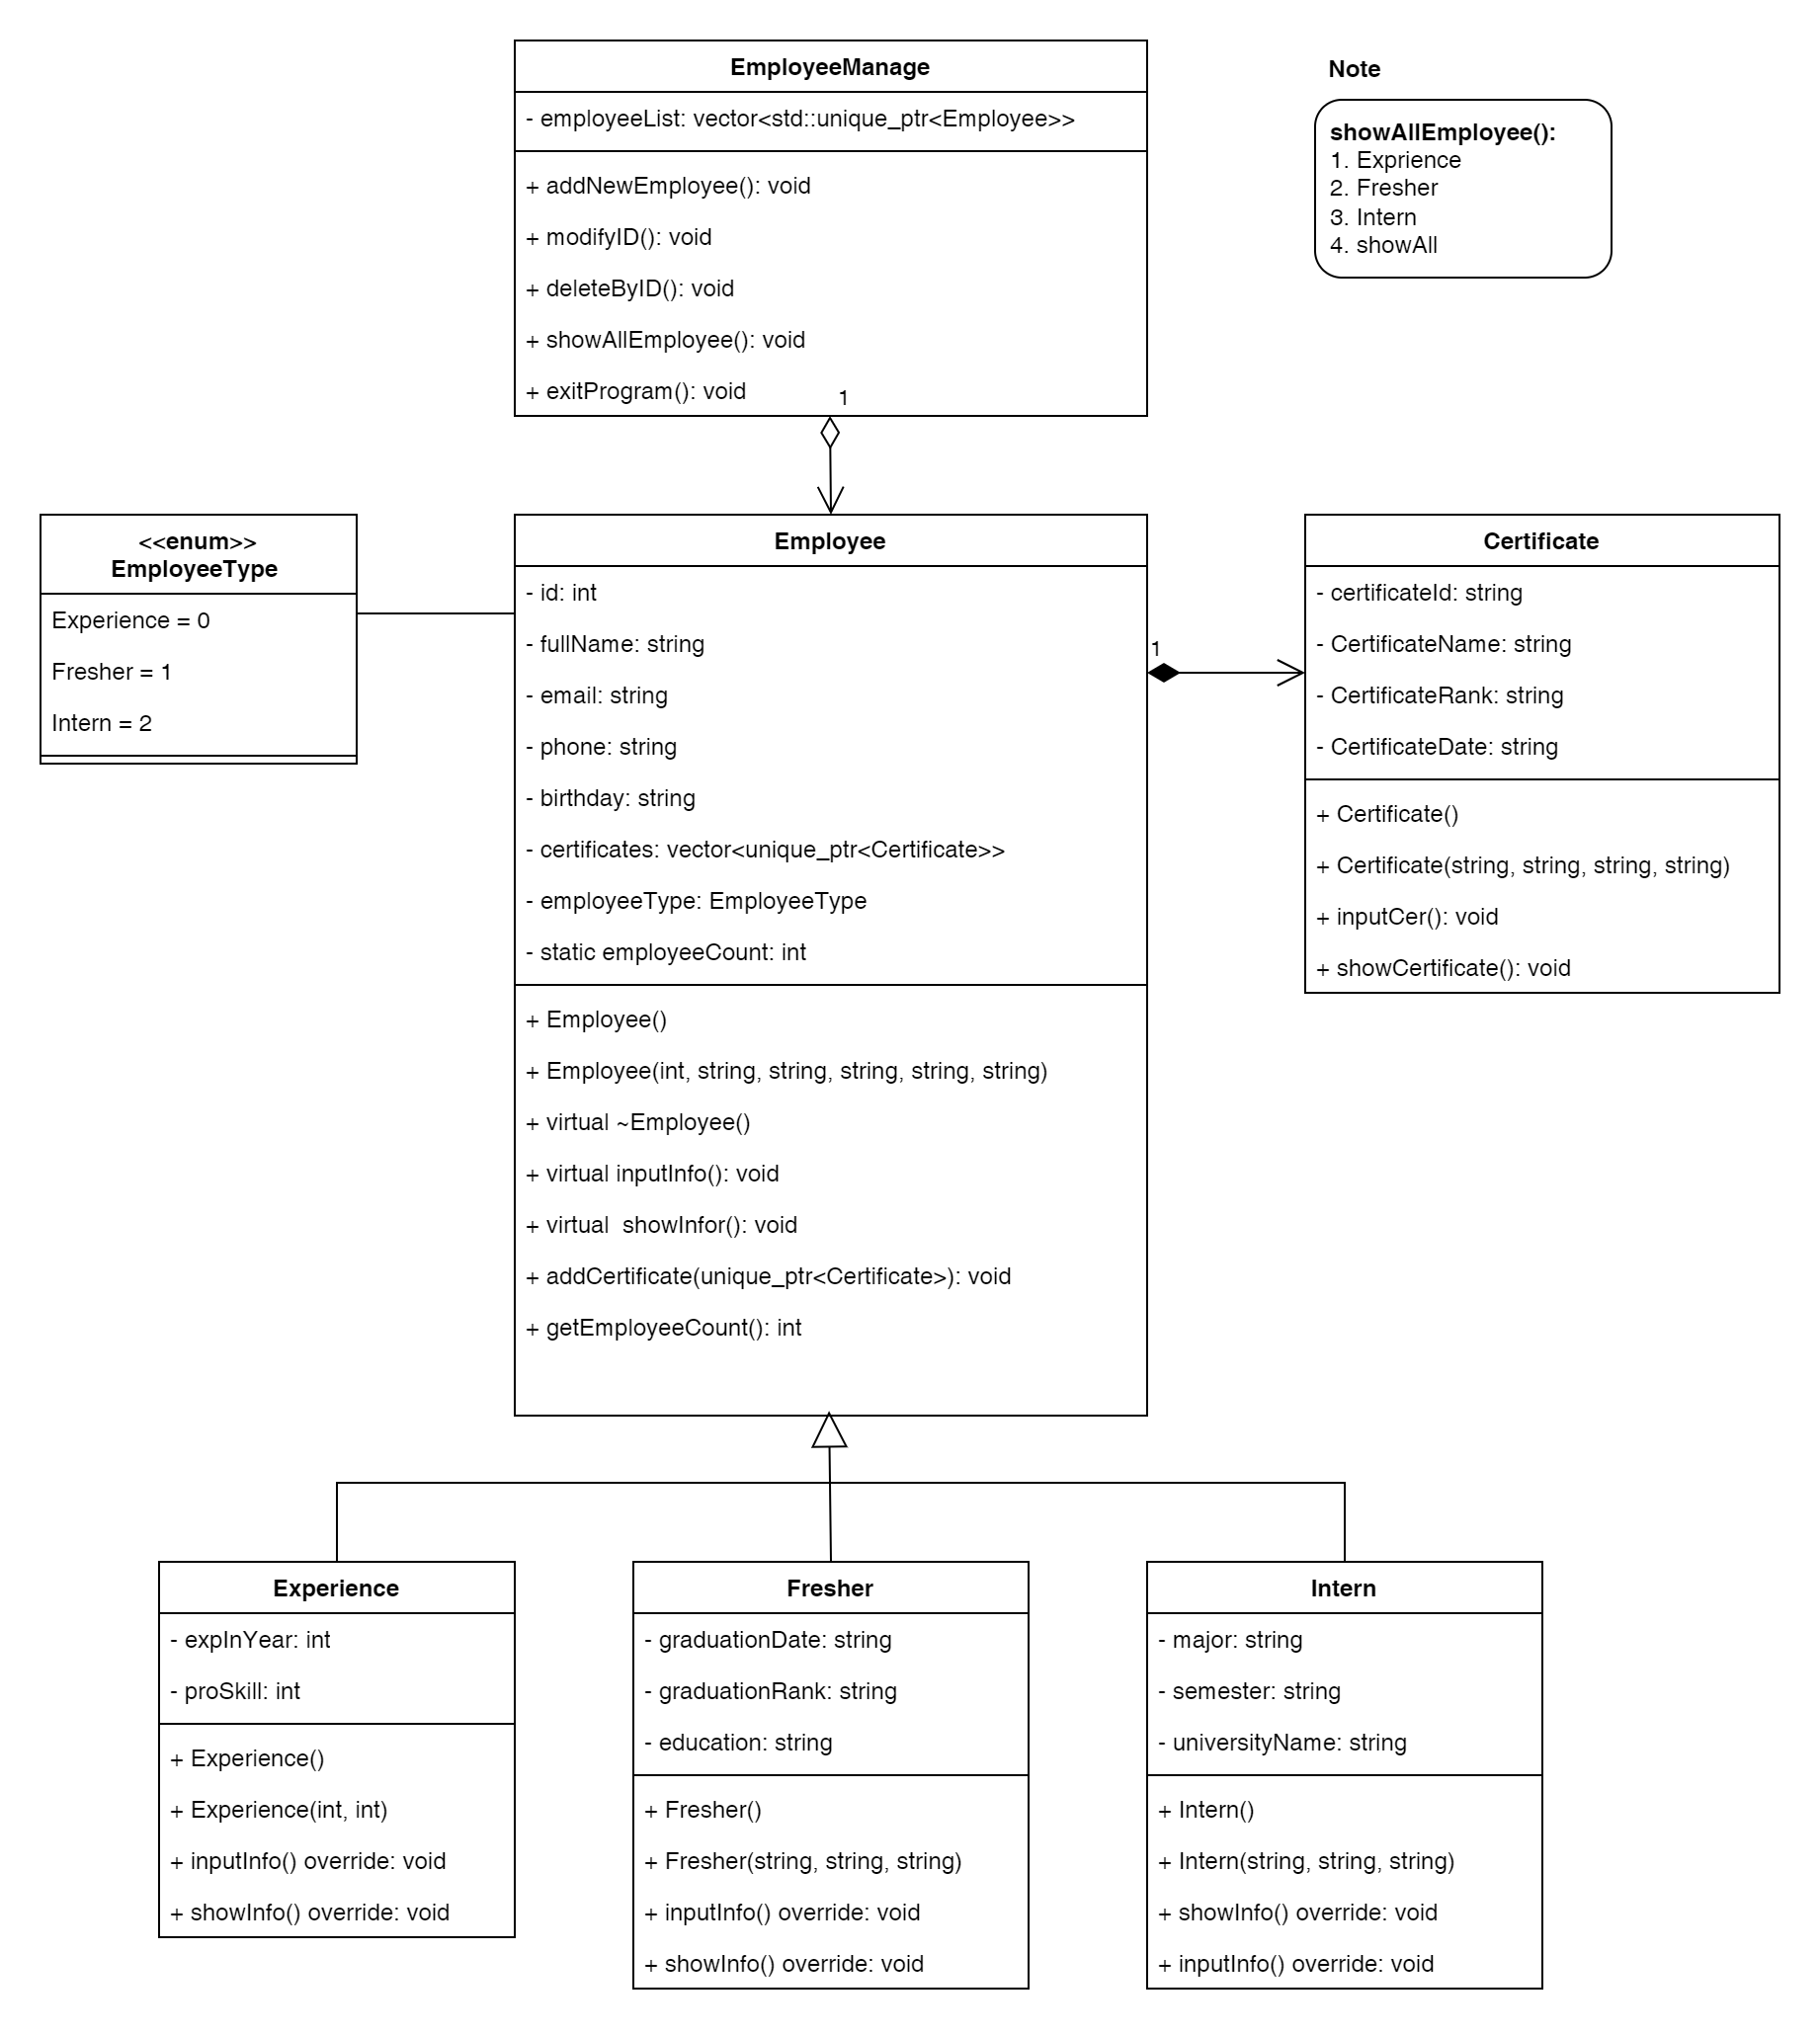 EmployeeManage
- employeeList: vector<std::unique_ptr<Employee>>
+ addNewEmployee(): void
+ modifyID(): void
+ deleteByID(): void
+ showAllEmployee(): void
+ exitProgram(): void
1
Note
showAllEmployee():
1. Exprience
2. Fresher
3. Intern
4. showAll
<<enum>>
EmployeeType
Experience = 0
Fresher = 1
Intern = 2
Employee
- id: int
- fullName: string
- email: string
- phone: string
- birthday: string
- certificates: vector<unique_ptr<Certificate>>
- employeeType: EmployeeType
- static employeeCount: int
+ Employee()
+ Employee(int, string, string, string, string, string)
+ virtual ~Employee()
+ virtual inputInfo(): void
+ virtual  showInfor(): void
+ addCertificate(unique_ptr<Certificate>): void
+ getEmployeeCount(): int
1
Certificate
- certificateId: string
- CertificateName: string
- CertificateRank: string
- CertificateDate: string
+ Certificate()
+ Certificate(string, string, string, string)
+ inputCer(): void
+ showCertificate(): void
Experience
- expInYear: int
- proSkill: int
+ Experience()
+ Experience(int, int)
+ inputInfo() override: void
+ showInfo() override: void
Fresher
- graduationDate: string
- graduationRank: string
- education: string
+ Fresher()
+ Fresher(string, string, string)
+ inputInfo() override: void
+ showInfo() override: void
Intern
- major: string
- semester: string
- universityName: string
+ Intern()
+ Intern(string, string, string)
+ showInfo() override: void
+ inputInfo() override: void